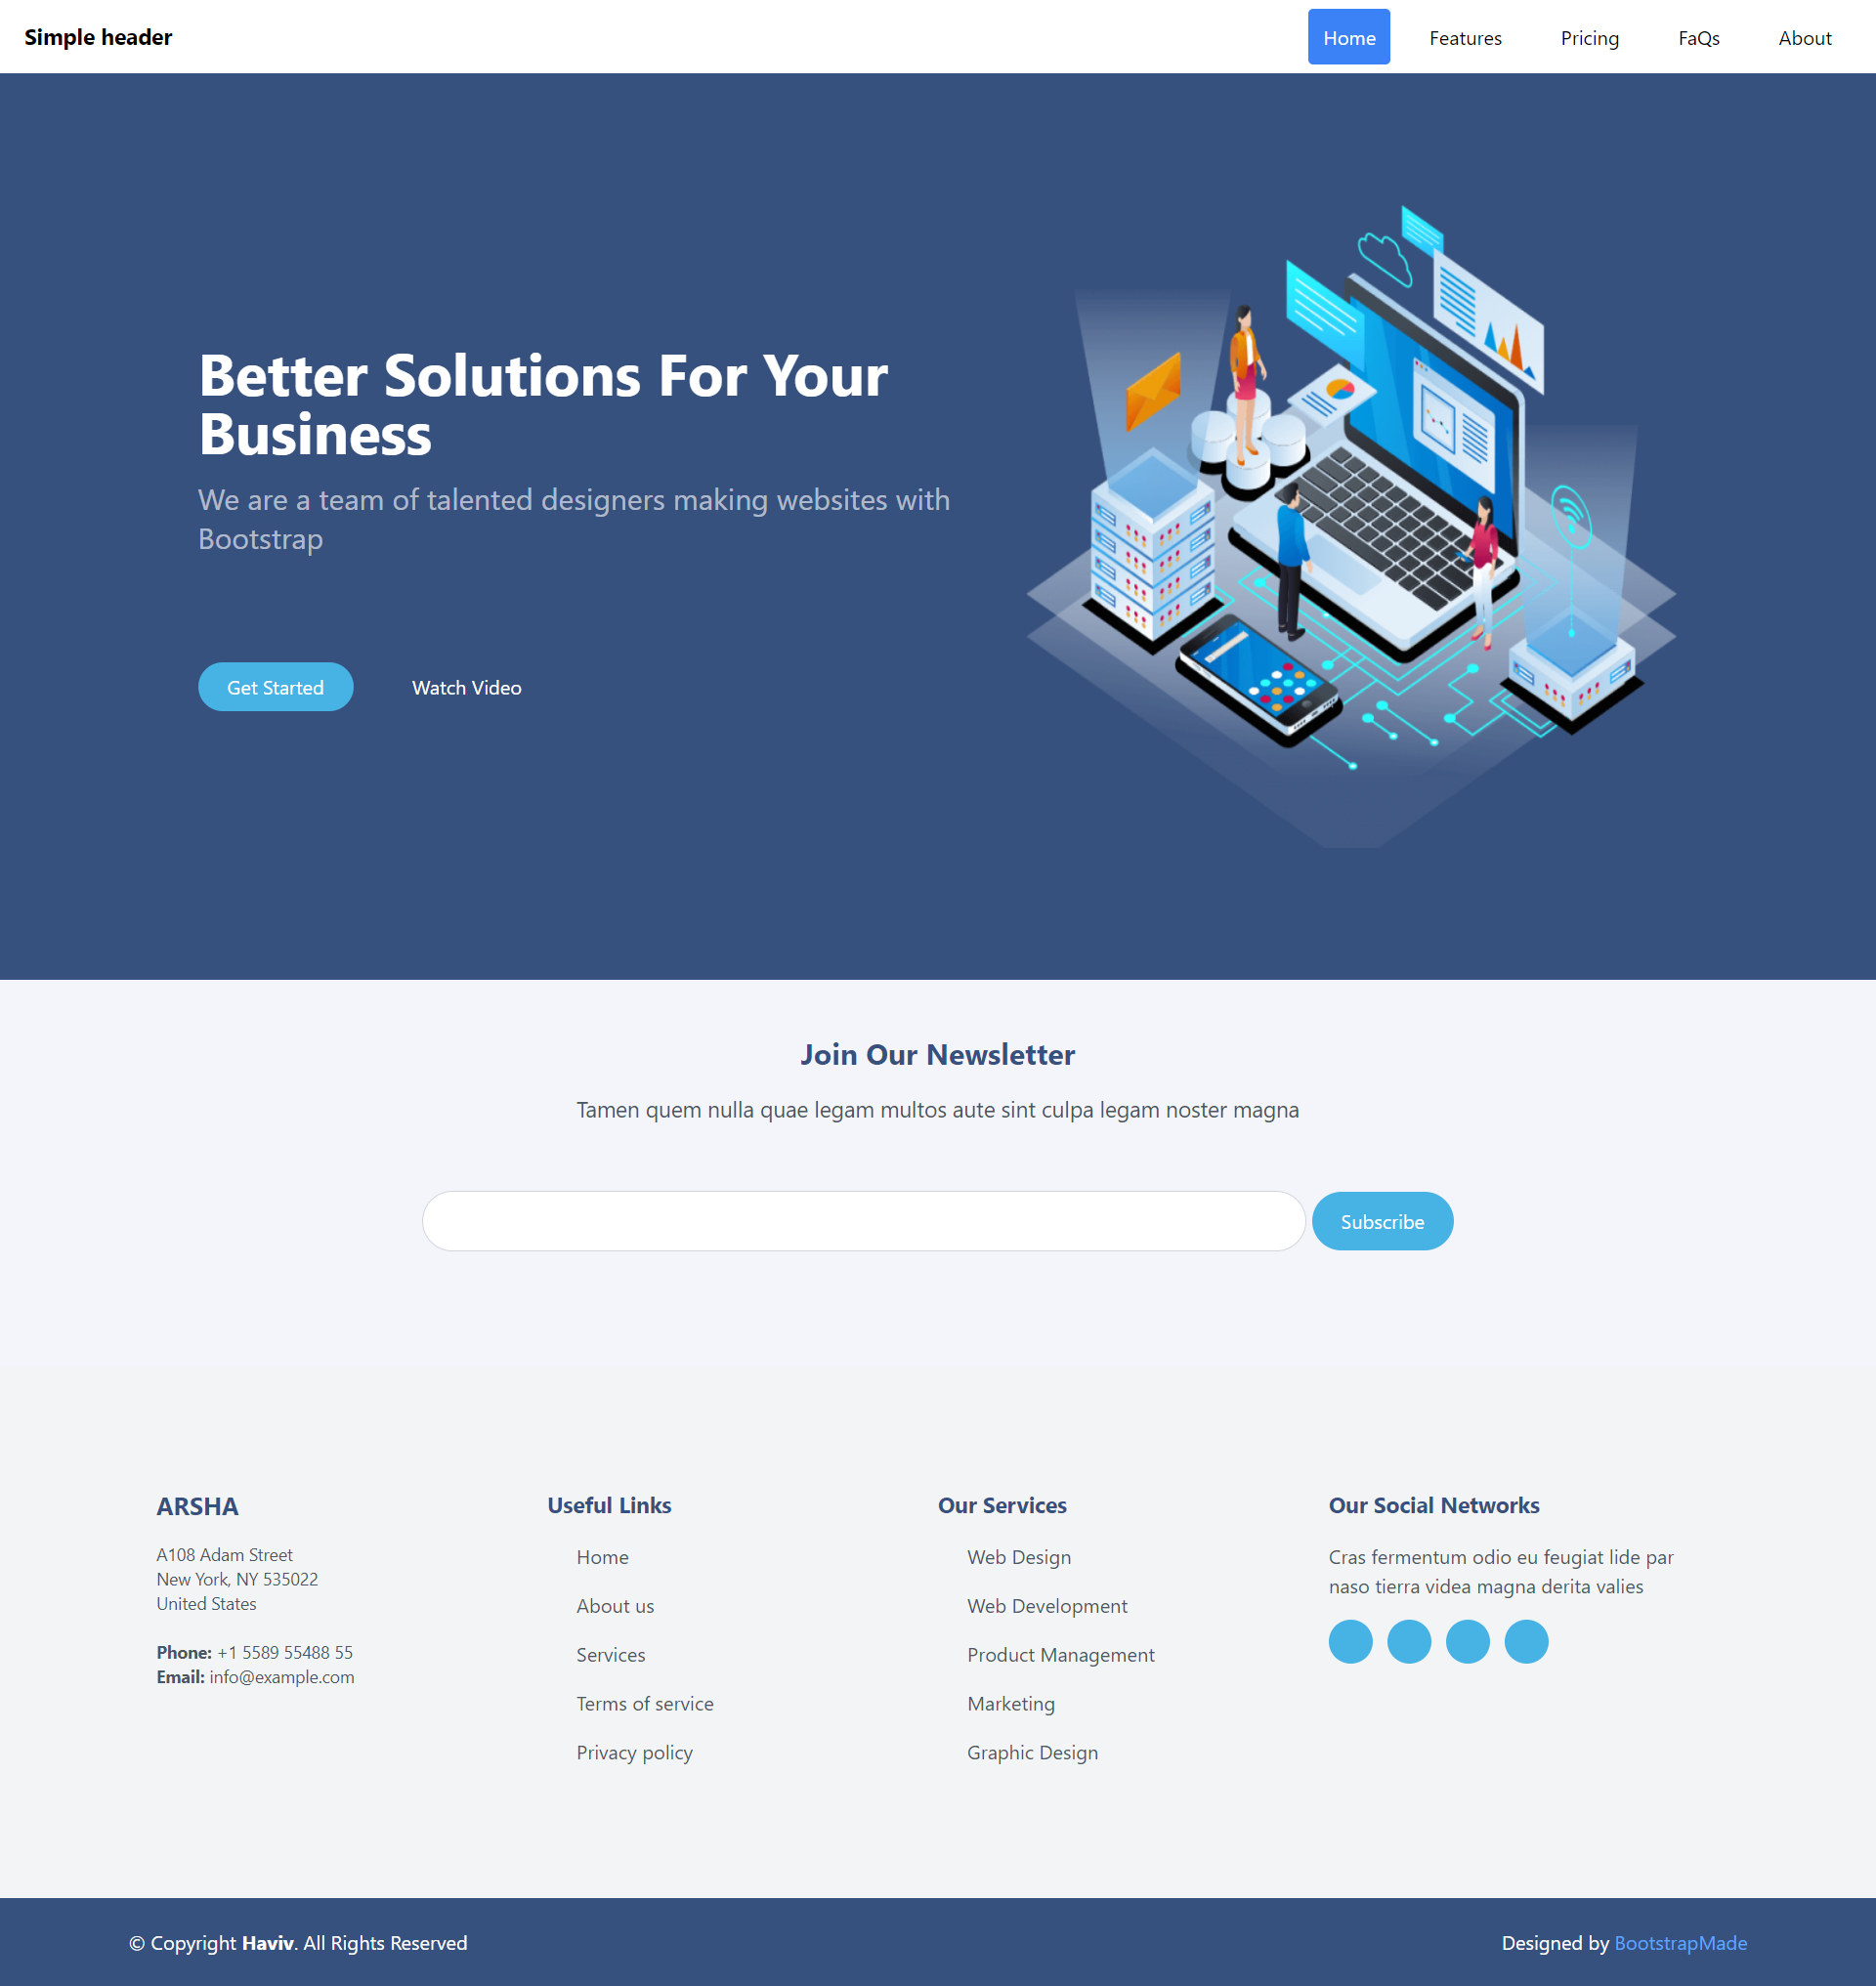 Simple header
Home
Features
Pricing
FaQs
About
Better Solutions For Your
Business
We are a team of talented designers making websites with
Bootstrap
Get Started
Watch Video
Join Our Newsletter
Tamen quem nulla quae legam multos aute sint culpa legam noster magna
Subscribe
ARSHA
A108 Adam Street
New York, NY 535022
United States
Phone: +1 5589 55488 55
Email: info@example.com
Useful Links
Home
About us
Services
Terms of service
Privacy policy
Our Services
Web Design
Web Development
Product Management
Marketing
Graphic Design
Our Social Networks
Cras fermentum odio eu feugiat lide par
naso tierra videa magna derita valies
© Copyright Haviv. All Rights Reserved
Designed by BootstrapMade